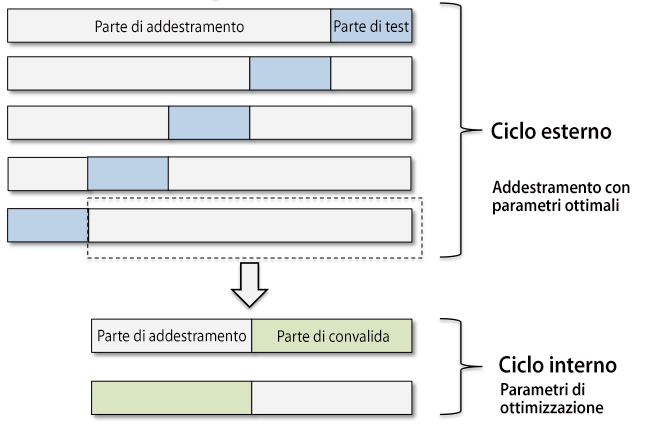 Parte di addestramento
Parte di test
Ciclo esterno
Addestramento con
parametri ottimali
Parte di addestramento
Parte di convalida
Ciclo interno
Parametri di
ottimizzazione